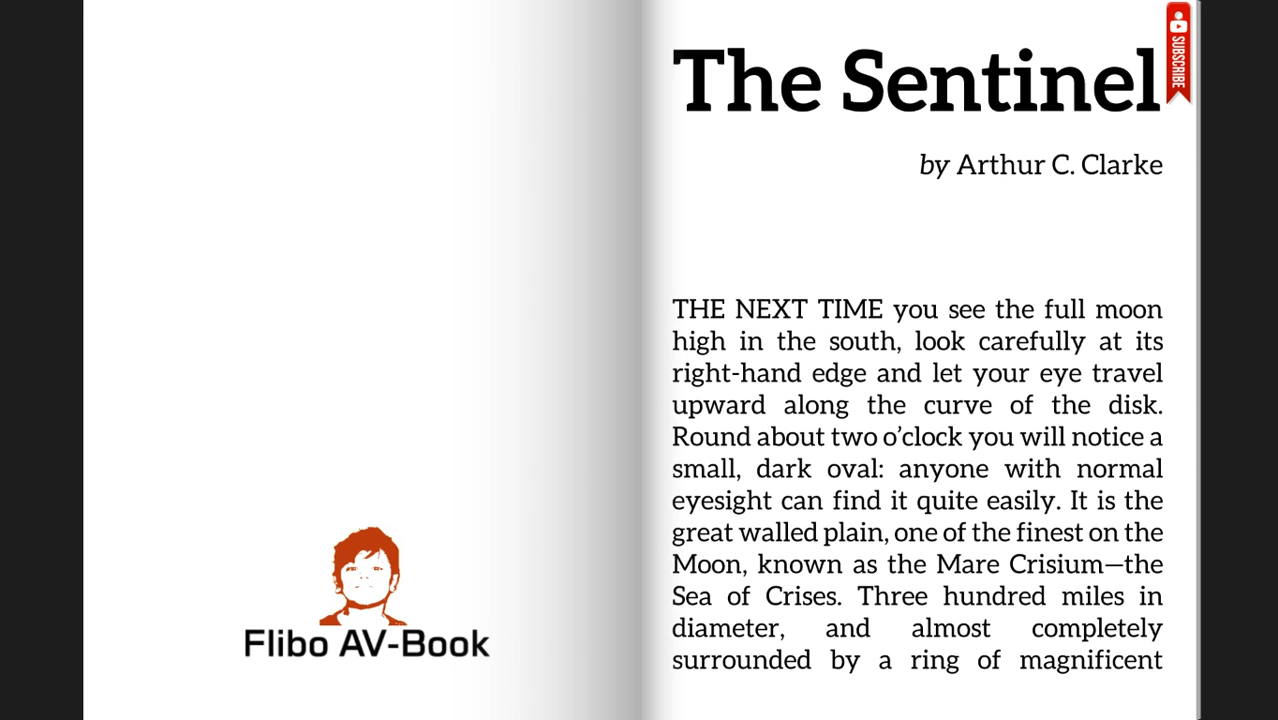 The Sentinel
SUBSCRIBE
by Arthur C. Clarke
THE NEXT TIME you see the full moon
high in the south, look carefully at its
right-hand edge and let your eye travel
upward along the curve of the disk.
Round about two o’clock you will notice a
small, dark oval: anyone with normal
eyesight can find it quite easily. It is the
great walled plain, one of the finest on the
Moon, known as the Mare Crisium—the
Sea of Crises. Three hundred miles in
diameter, and almost completely
surrounded by a ring of magnificent
Flibo AV-Book